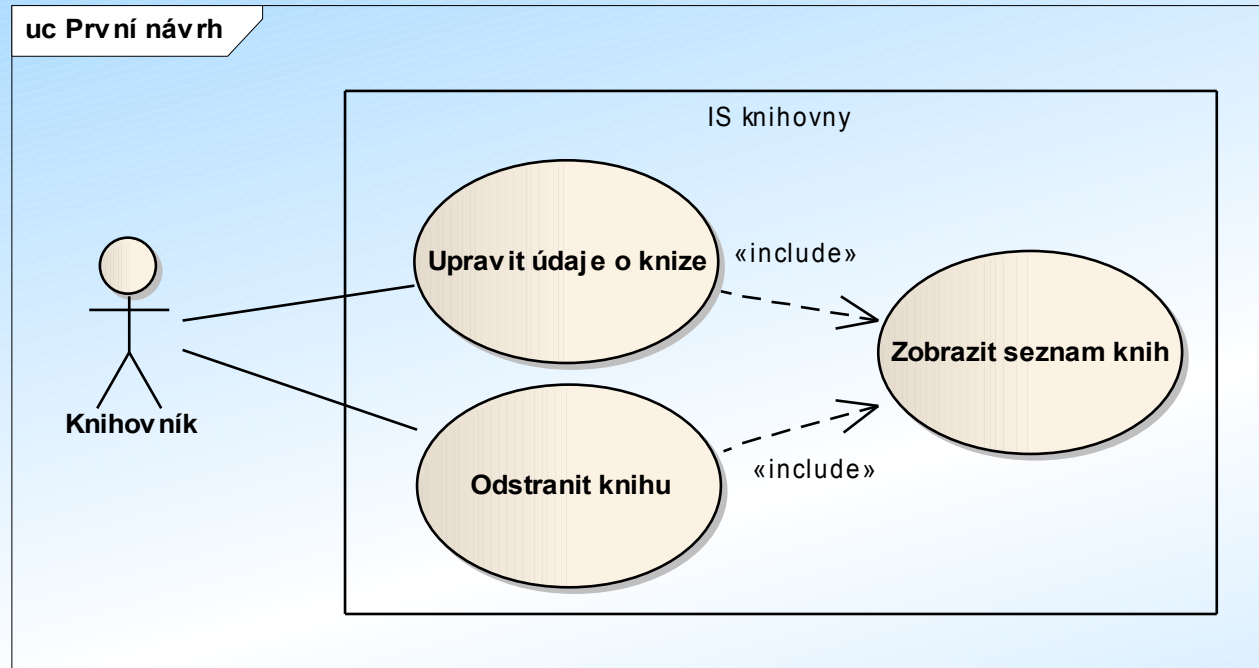 uc První návrh
IS knihovny
Upravit údaje o knize
«include»
Zobrazit seznam knih
Knihovník
Odstranit knihu
«include»